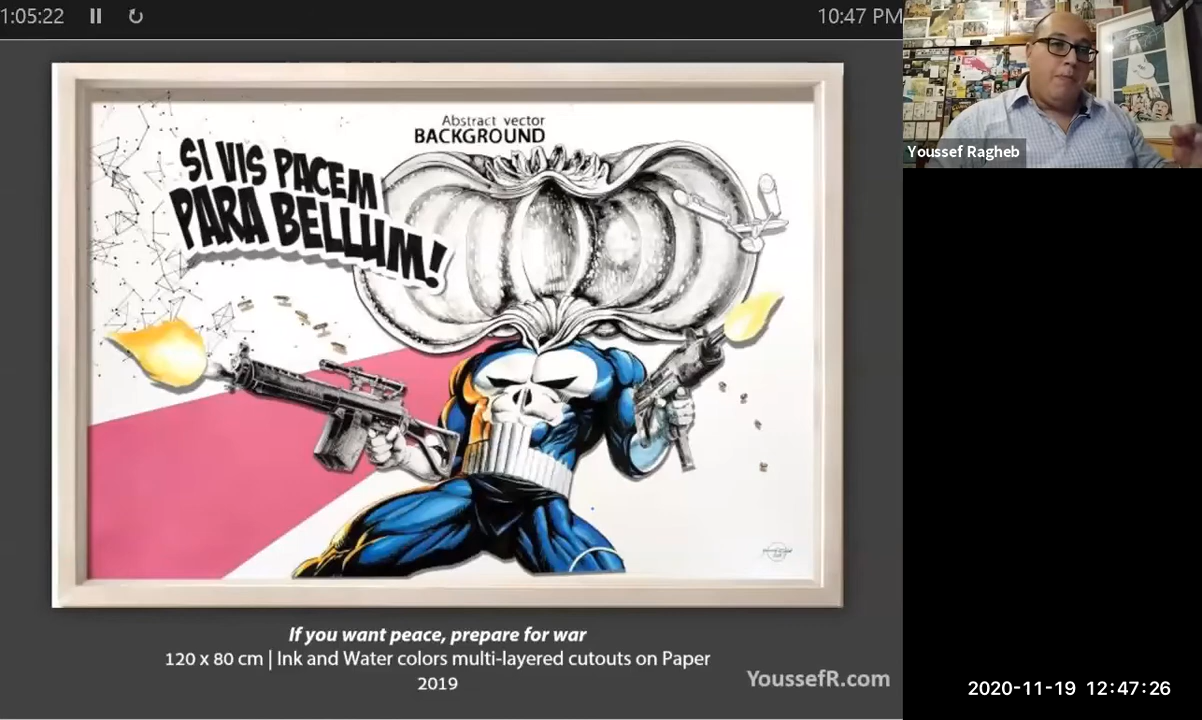 1:05:22
10:47 PM
Youssef Ragheb
Abstract vector
BACKGROUND
SI VIS PACEM
PARA BELLUM!
If you want peace, prepare for war
120 x 80 cm | Ink and Water colors multi-layered cutouts on Paper
2019
YoussefR.com
2020-11-19 12:47:26